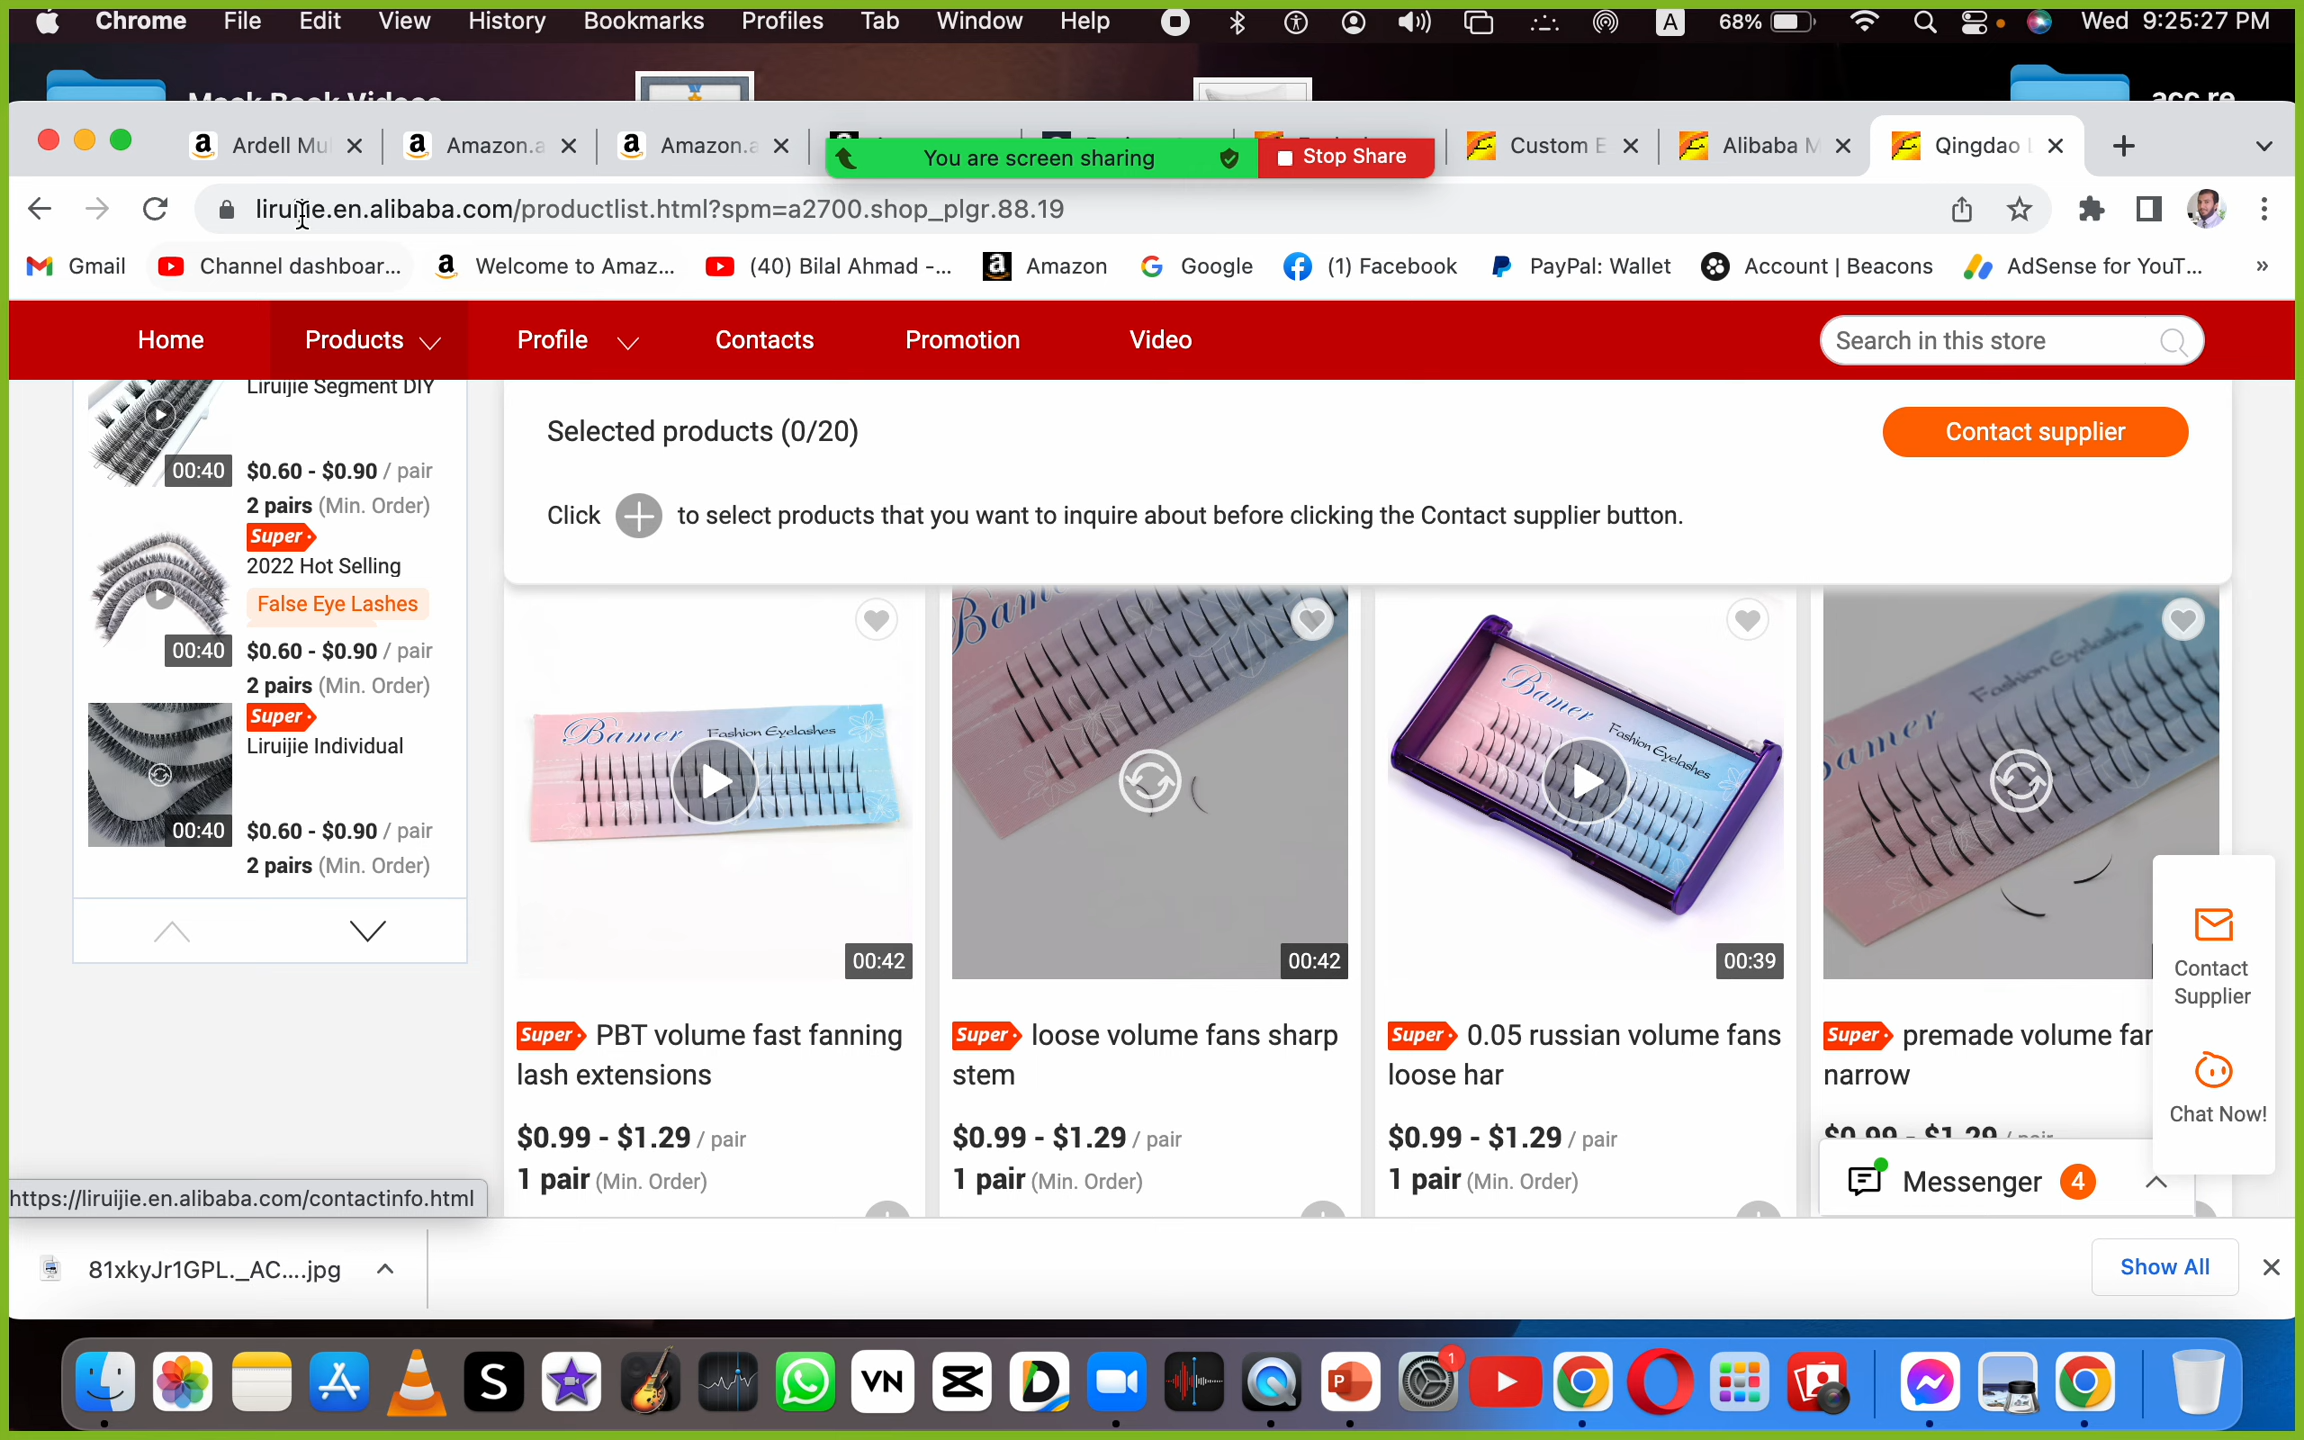 Chrome File Edit View History Bookmarks Profiles Tab Window Help A 68% Wed 9:25:27 PM
Ardell Mul Amazon.a Amazon.a You are screen sharing Stop Share Custom E Alibaba M Qingdao
.en.alibaba.com/productlist.html?spm=a2700.shop_plgr.88.19
Gmail Channel dashboar... Welcome to Amaz... (40) Bilal Ahmad -... Amazon Google (1) Facebook PayPal: Wallet Account | Beacons AdSense for YouT... »
Home Products Profile Contacts Promotion Video Search in this store
Liruijie Segment DIY
00:40 $0.60 - $0.90 / pair
2 pairs (Min. Order)
Super
2022 Hot Selling
False Eye Lashes
00:40 $0.60 - $0.90 / pair
2 pairs (Min. Order)
Super
Liruijie Individual
00:40 $0.60 - $0.90 / pair
2 pairs (Min. Order)
Selected products (0/20)
Contact supplier
Click to select products that you want to inquire about before clicking the Contact supplier button.
Bamer Fashion Eyelashes
00:42
Super PBT volume fast fanning
lash extensions
$0.99 - $1.29 / pair
1 pair (Min. Order)
Bamer
00:42
Super loose volume fans sharp
stem
$0.99 - $1.29 / pair
1 pair (Min. Order)
Bamer Fashion Eyelashes
00:39
Super 0.05 russian volume fans
loose har
$0.99 - $1.29 / pair
1 pair (Min. Order)
Bamer Fashion Eyelashes
Super premade volume
narrow
$0.99 - $1.29 / pair
Contact
Supplier
Chat Now!
Messenger 4
https://liruijie.en.alibaba.com/contactinfo.html
81xkyJr1GPL._AC....jpg
Show All
S VN P 1